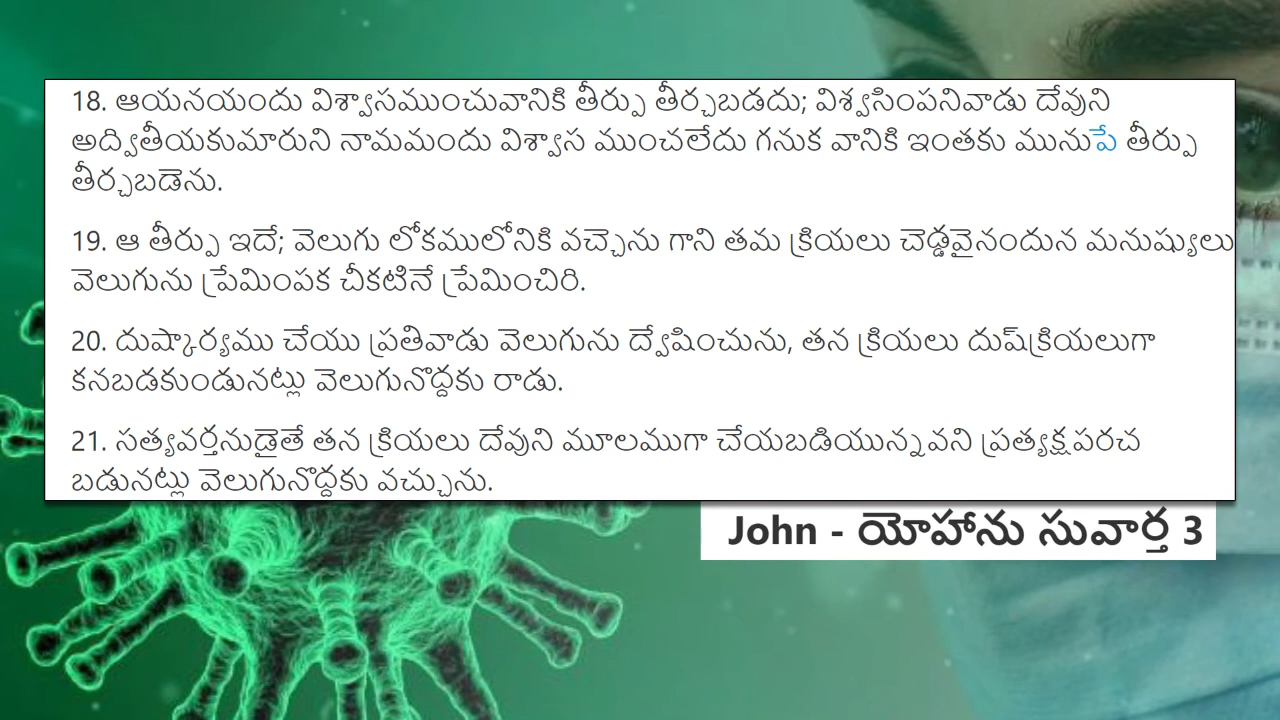 18. ఆయనయందు విశ్వాసముంచువానికి తీర్పు తీర్చబడదు; విశ్వసింపనివాడు దేవుని
అద్వితీయకుమారుని నామమందు విశ్వాస ముంచలేదు గనుక వానికి ఇంతకు మునుపే తీర్పు
తీర్చబడెను.
19. ఆ తీర్పు ఇదే; వెలుగు లోకములోనికి వచ్చెను గాని తమ క్రియలు చెడ్డవైనందున మనుష్యులు
వెలుగును ప్రేమింపక చీకటినే ప్రేమించిరి.
20. దుష్కార్యము చేయు ప్రతివాడు వెలుగును ద్వేషించును, తన క్రియలు దుష్‌క్రియలుగా
కనబడకుండునట్లు వెలుగునొద్దకు రాడు.
21. సత్యవర్తనుడైతే తన క్రియలు దేవుని మూలముగా చేయబడియున్నవని ప్రత్యక్షపరచ
బడునట్లు వెలుగునొద్దకు వచ్చును.
John - యోహాను సువార్త 3